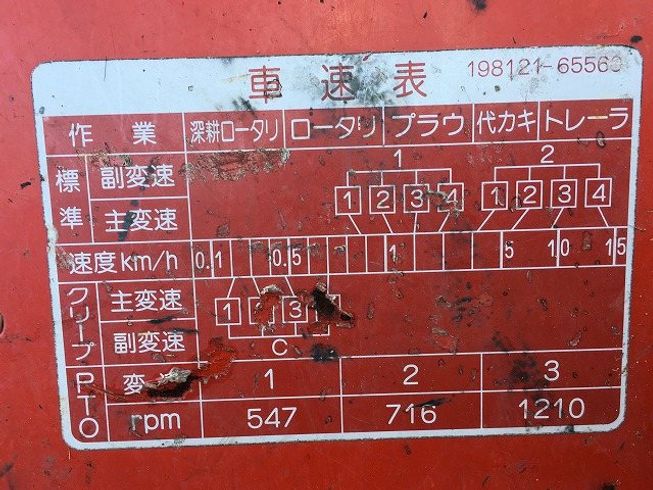 車速表 198121-65560
作業 深耕ロータリ ロータリ プラウ 代カキ トレーラ
標準 副変速 1 2
主変速 1 2 3 4 1 2 3 4
速度km/h 0.1 0.5 1 5 10 15
クリープ 主変速 1 3
副変速 C
PTO 変 1 2 3
rpm 547 716 1210